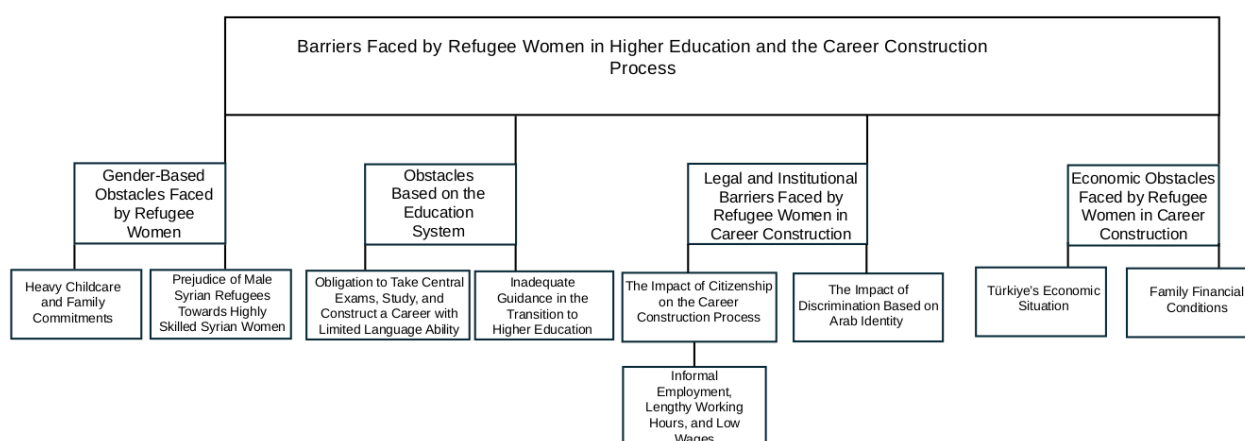 Barriers Faced by Refugee Women in Higher Education and the Career Construction
Process
Gender-Based
Obstacles Faced
by Refugee
Women
Obstacles
Based on the
Education
System
Legal and Institutional
Barriers Faced by
Refugee Women in
Career Construction
Economic Obstacles
Faced by Refugee
Women in Career
Construction
Heavy Childcare
and Family
Commitments
Prejudice of Male
Syrian Refugees
Towards Highly
Skilled Syrian Women
Obligation to Take Central
Exams, Study, and
Construct a Career with
Limited Language Ability
Inadequate
Guidance in the
Transition to
Higher Education
The Impact of Citizenship
on the Career
Construction Process
The Impact of
Discrimination Based on
Arab Identity
Türkiye's Economic
Situation
Family Financial
Conditions
Informal
Employment,
Lengthy Working
Hours, and Low
Wages